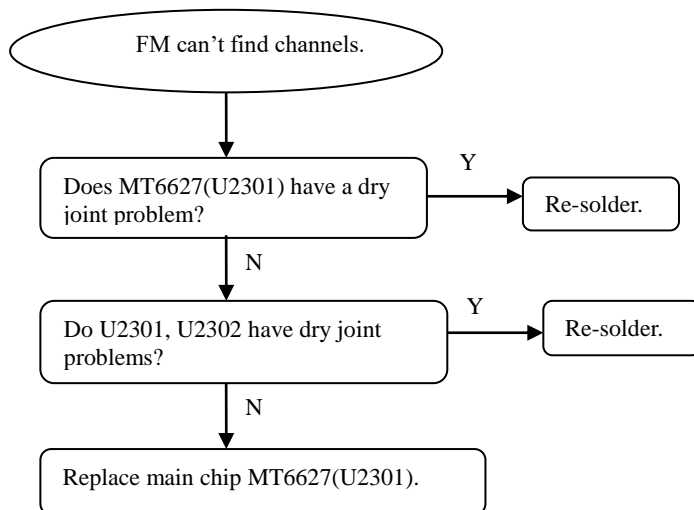 FM can’t find channels.
Y
Does MT6627(U2301) have a dry
joint problem?
Re-solder.
N
Y
Do U2301, U2302 have dry joint
problems?
Re-solder.
N
Replace main chip MT6627(U2301).